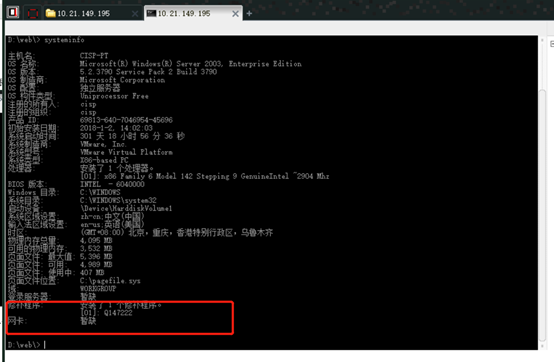 10.21.149.195
10.21.149.195
D:\web\> systeminfo
主机名: CISP-PT
OS 名称: Microsoft(R) Windows(R) Server 2003, Enterprise Edition
OS 版本: 5.2.3790 Service Pack 2 Build 3790
OS 制造商: Microsoft Corporation
OS 配置: 独立服务器
OS 构件类型: Uniprocessor Free
注册的所有人: cisp
注册的组织: cisp
产品 ID: 69813-640-7046954-45696
初始安装日期: 2018-1-2, 14:02:03
系统启动时间: 301 天 18 小时 56 分 36 秒
系统制造商: VMware, Inc.
系统型号: VMware Virtual Platform
系统类型: X86-based PC
处理器: 安装了 1 个处理器。
[01]: x86 Family 6 Model 142 Stepping 9 GenuineIntel ~2904 Mhz
BIOS 版本: INTEL - 6040000
Windows 目录: C:\WINDOWS
系统目录: C:\WINDOWS\system32
启动设备: \Device\HarddiskVolume1
系统区域设置: zh-cn;中文(中国)
输入法区域设置: en-us;英语(美国)
时区: (GMT+08:00) 北京，重庆，香港特别行政区，乌鲁木齐
物理内存总量: 4,095 MB
可用的物理内存: 3,532 MB
页面文件: 最大值: 5,396 MB
页面文件: 可用: 4,989 MB
页面文件: 使用中: 407 MB
页面文件位置: C:\pagefile.sys
域: WORKGROUP
登录服务器: 暂缺
修补程序: 安装了 1 个修补程序。
[01]: Q147222
网卡: 暂缺
D:\web\>